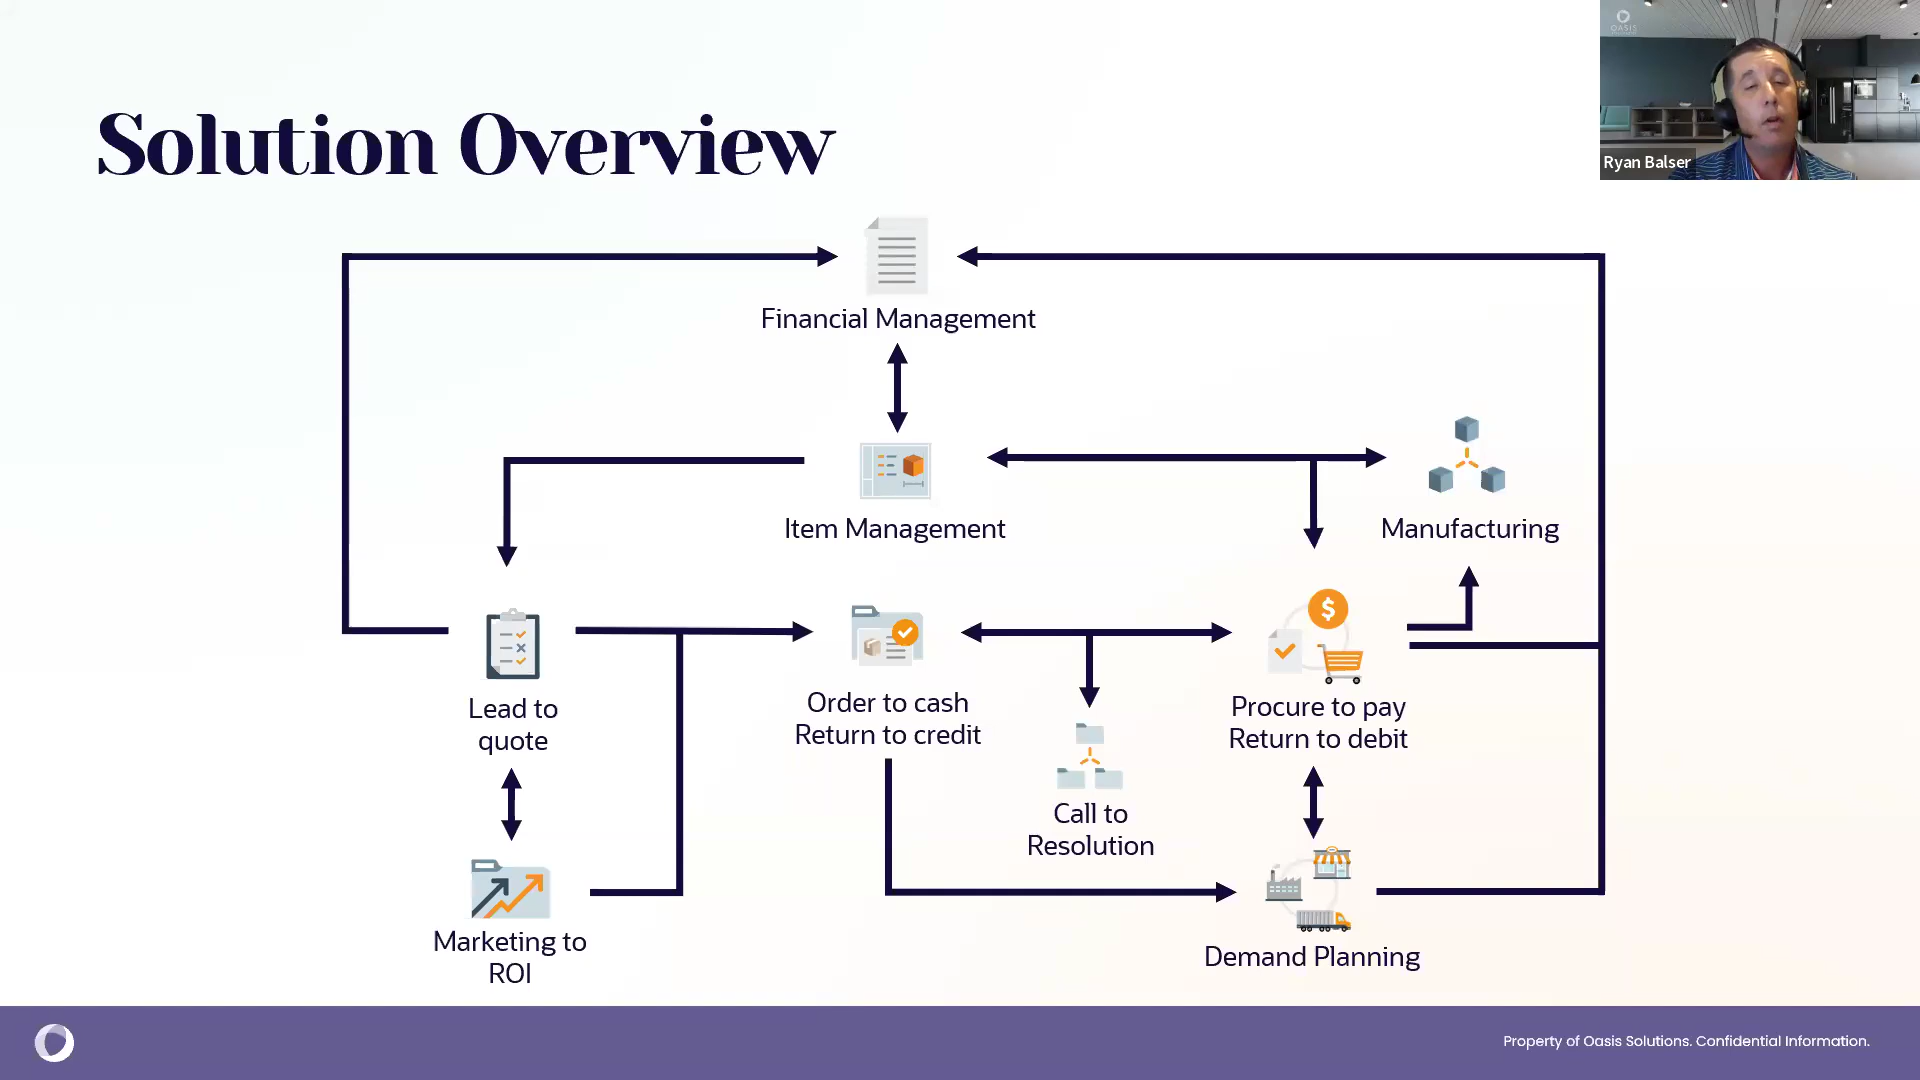 Solution Overview
OASIS
Ryan Balser
Financial Management
Item Management
Manufacturing
Lead to
quote
Order to cash
Return to credit
Procure to pay
Return to debit
Call to
Resolution
Marketing to
ROI
Demand Planning
Property of Oasis Solutions. Confidential Information.